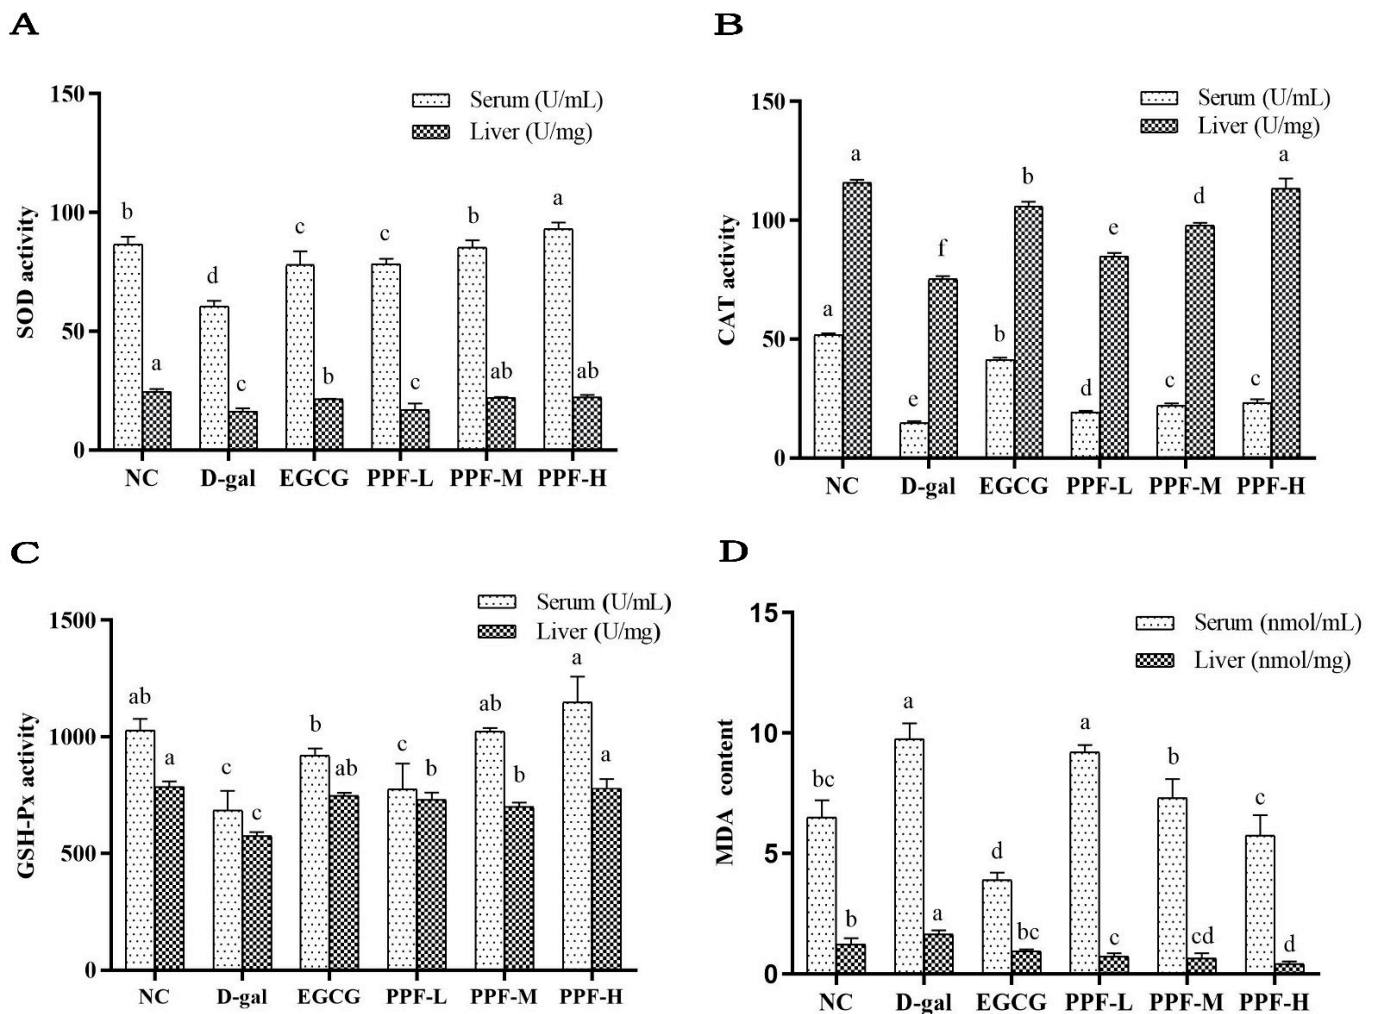 A
150
100
50
0
SOD activity
Serum (U/mL)
Liver (U/mg)
b
a
d
c
c
b
c
c
b
ab
a
ab
NC D-gal EGCG PPF-L PPF-M PPF-H
B
150
100
50
0
CAT activity
Serum (U/mL)
Liver (U/mg)
a
a
e
f
b
b
d
e
c
d
c
a
NC D-gal EGCG PPF-L PPF-M PPF-H
C
1500
1000
500
0
GSH-Px activity
Serum (U/mL)
Liver (U/mg)
ab
a
c
c
b
ab
c
b
ab
b
a
a
NC D-gal EGCG PPF-L PPF-M PPF-H
D
15
10
5
0
MDA content
Serum (nmol/mL)
Liver (nmol/mg)
bc
b
a
a
d
bc
a
c
b
cd
c
d
NC D-gal EGCG PPF-L PPF-M PPF-H